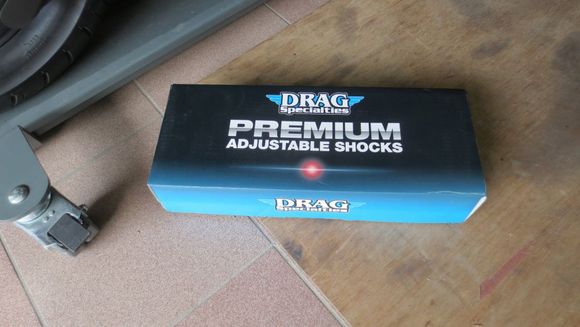 DRAG
Specialties
PREMIUM
ADJUSTABLE SHOCKS
DRAG
Specialties